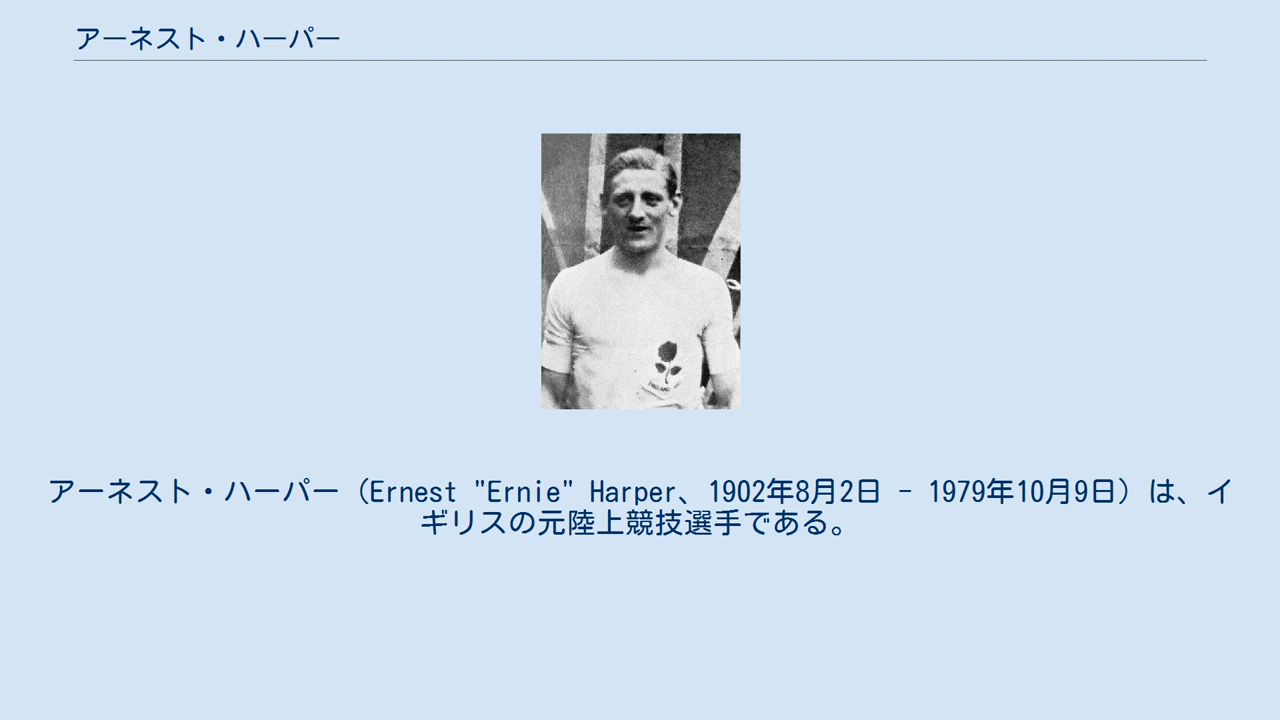 アーネスト・ハーパー
アーネスト・ハーパー（Ernest "Ernie" Harper、1902年8月2日 - 1979年10月9日）は、イ
ギリスの元陸上競技選手である。